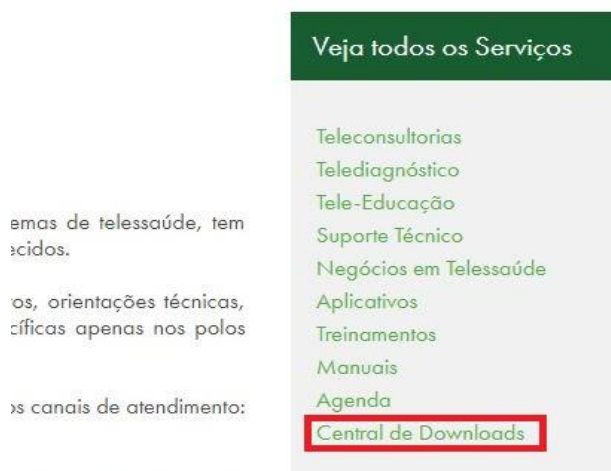 Veja todos os Serviços
Teleconsultorias
Telediagnóstico
Tele-Educação
emas de telessaúde, tem
ecidos.
Suporte Técnico
Negócios em Telessaúde
os, orientações técnicas,
cíficas apenas nos polos
Aplicativos
Treinamentos
Manuais
Agenda
os canais de atendimento:
Central de Downloads